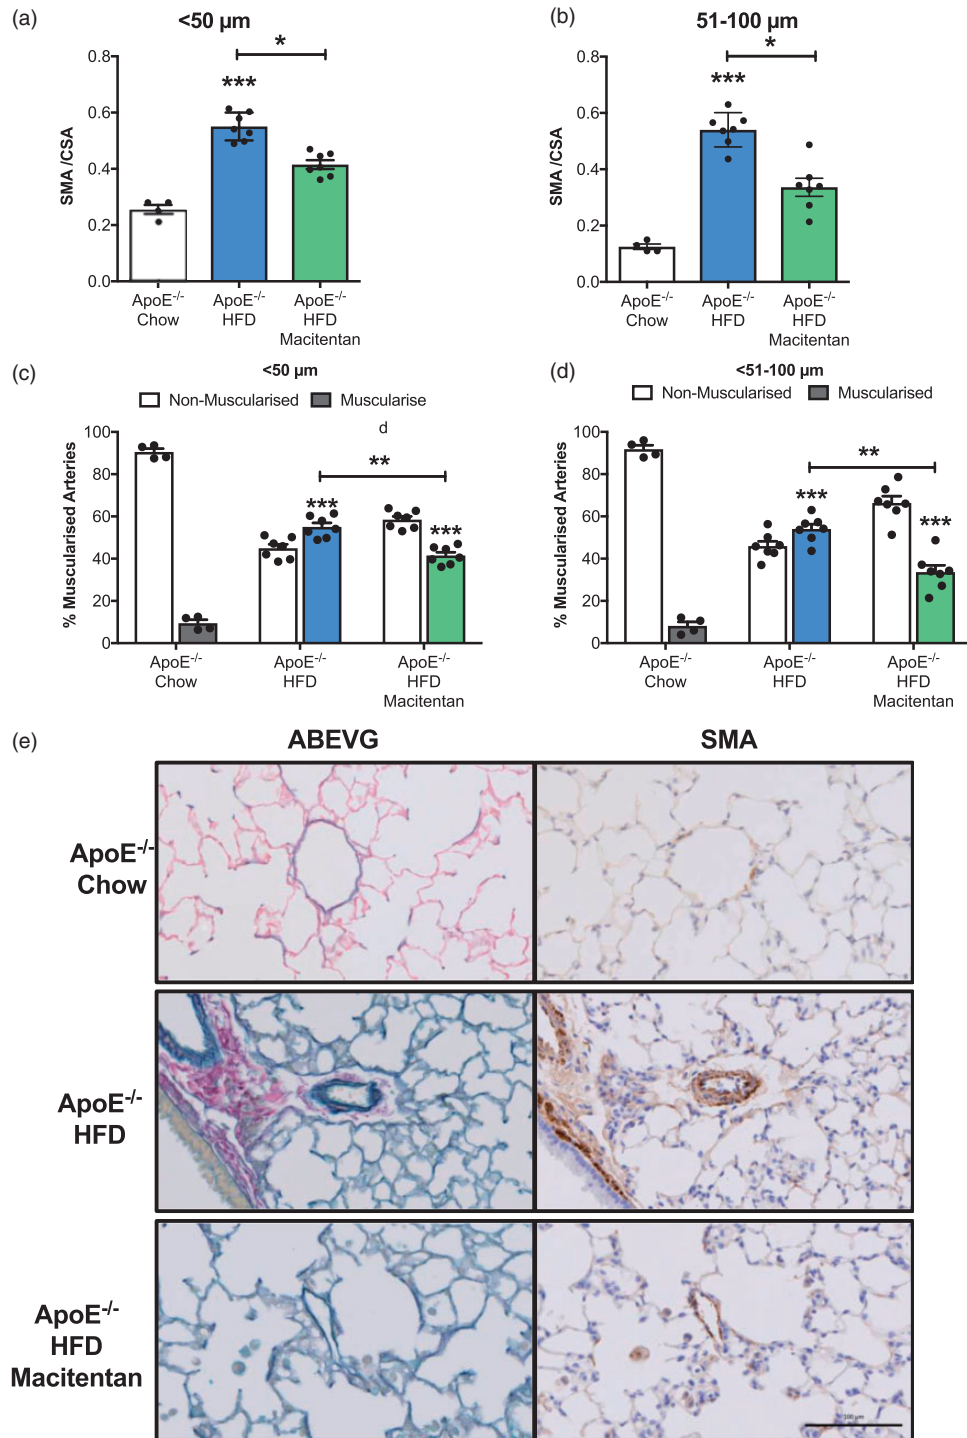 (a)
<50 µm
*
***
0.8
0.6
0.4
0.2
0.0
SMA /CSA
ApoE-/-
Chow
ApoE-/-
HFD
ApoE-/-
HFD
Macitentan
(b)
51-100 µm
*
***
0.8
0.6
0.4
0.2
0.0
SMA /CSA
ApoE-/-
Chow
ApoE-/-
HFD
ApoE-/-
HFD
Macitentan
(c)
<50 µm
Non-Muscularised
Muscularise
d
**
***
***
100
80
60
40
20
0
% Muscularised Arteries
ApoE-/-
Chow
ApoE-/-
HFD
ApoE-/-
HFD
Macitentan
(d)
<51-100 µm
Non-Muscularised
Muscularised
**
***
***
100
80
60
40
20
0
% Muscularised Arteries
ApoE-/-
Chow
ApoE-/-
HFD
ApoE-/-
HFD
Macitentan
(e)
ABEVG
SMA
ApoE-/-
Chow
ApoE-/-
HFD
ApoE-/-
HFD
Macitentan
100 µm